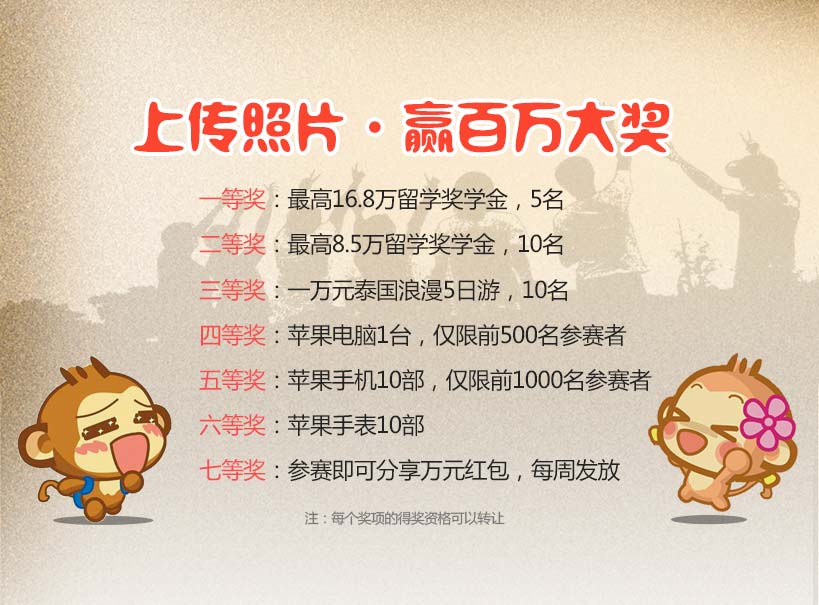 上传照片·赢百万大奖
一等奖：最高16.8万留学奖学金，5名
二等奖：最高8.5万留学奖学金，10名
三等奖：一万元泰国浪漫5日游，10名
四等奖：苹果电脑1台，仅限前500名参赛者
五等奖：苹果手机10部，仅限前1000名参赛者
六等奖：苹果手表10部
七等奖：参赛即可分享万元红包，每周发放
注：每个奖项的得奖资格可以转让